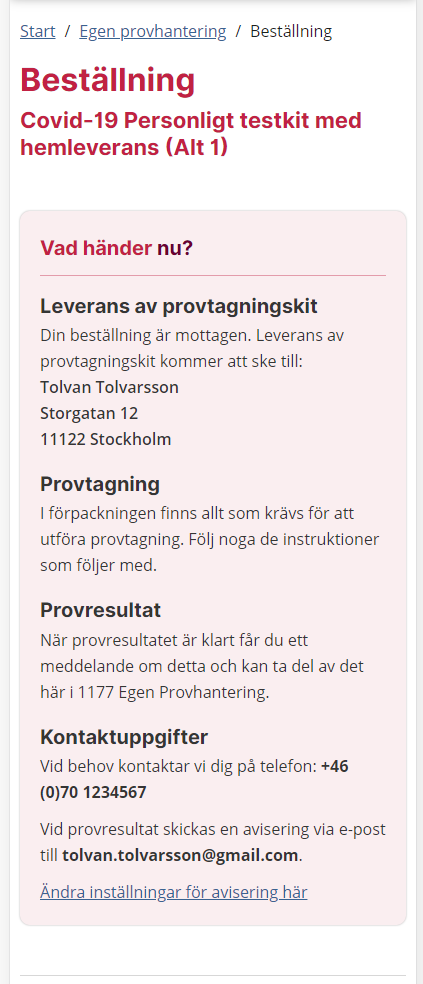 Start / Egen provhantering / Beställning
Beställning
Covid-19 Personligt testkit med
hemleverans (Alt 1)
Vad händer nu?
Leverans av provtagningskit
Din beställning är mottagen. Leverans av
provtagningskit kommer att ske till:
Tolvan Tolvarsson
Storgatan 12
11122 Stockholm
Provtagning
I förpackningen finns allt som krävs för att
utföra provtagning. Följ noga de instruktioner
som följer med.
Provresultat
När provresultatet är klart får du ett
meddelande om detta och kan ta del av det
här i 1177 Egen Provhantering.
Kontaktuppgifter
Vid behov kontaktar vi dig på telefon: +46
(0)70 1234567
Vid provresultat skickas en avisering via e-post
till tolvan.tolvarsson@gmail.com.
Ändra inställningar för avisering här